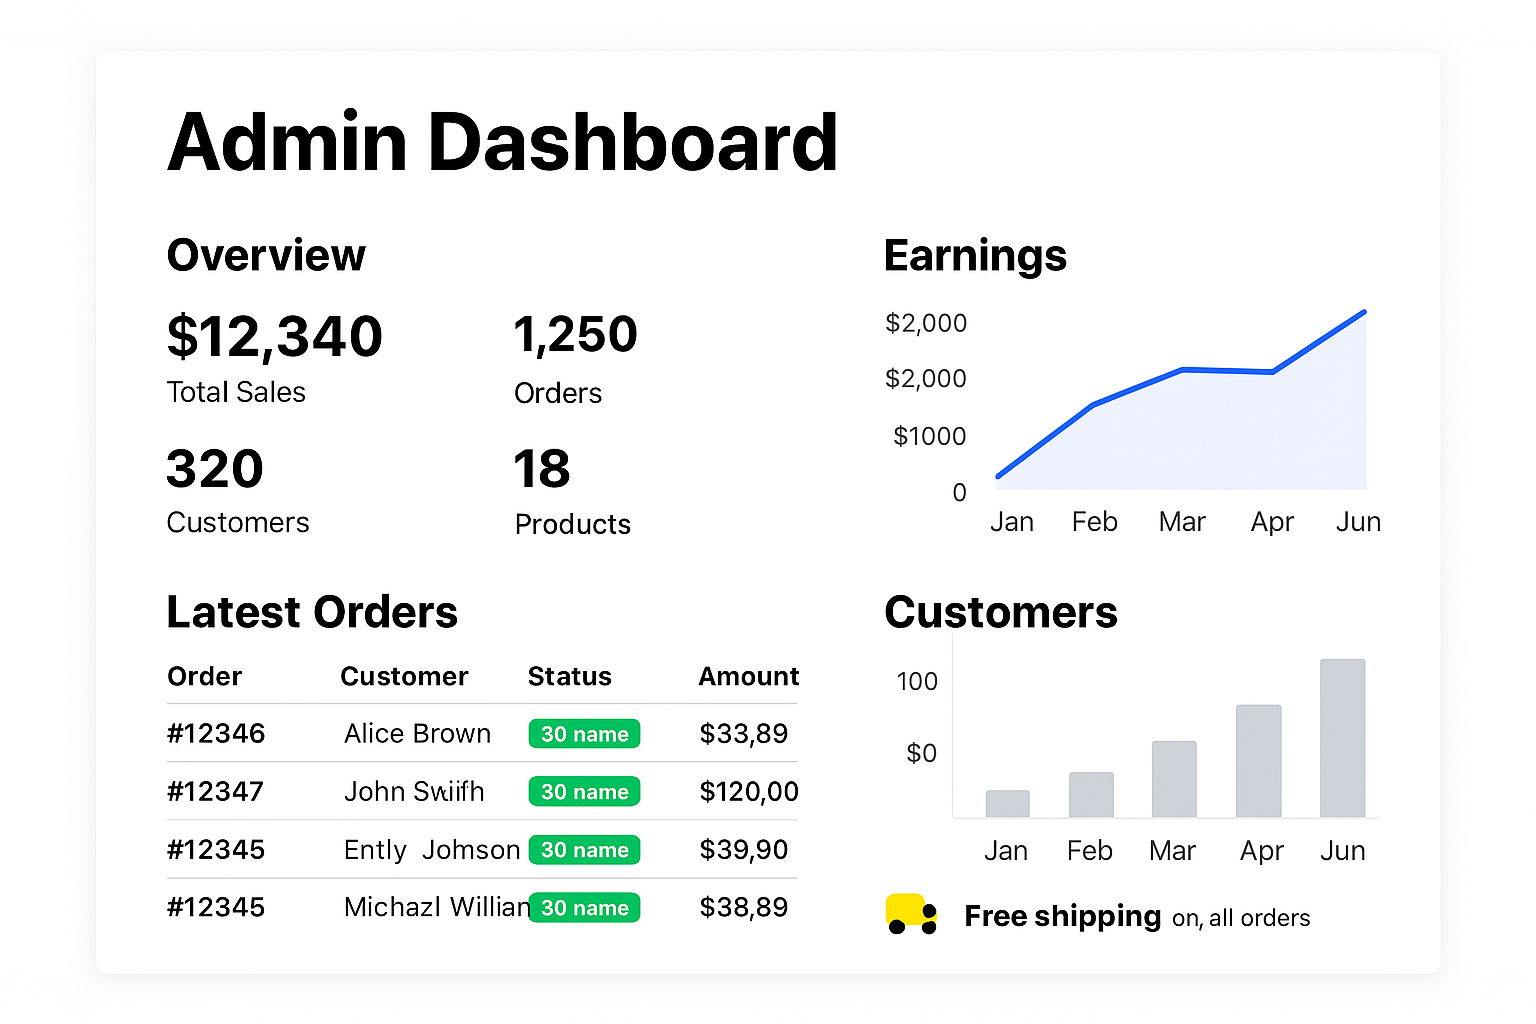 Admin Dashboard
Overview
$12,340
1,250
Total Sales
Orders
320
18
Customers
Products
Earnings
$2,000
$2,000
$1000
0
Jan Feb Mar Apr Jun
Latest Orders
Order Customer Status Amount
#12346 Alice Brown 30 name $33,89
#12347 John Swiifh 30 name $120,00
#12345 Ently Jomson 30 name $39,90
#12345 Michazl Willian 30 name $38,89
Customers
100
$0
Jan Feb Mar Apr Jun
Free shipping on, all orders